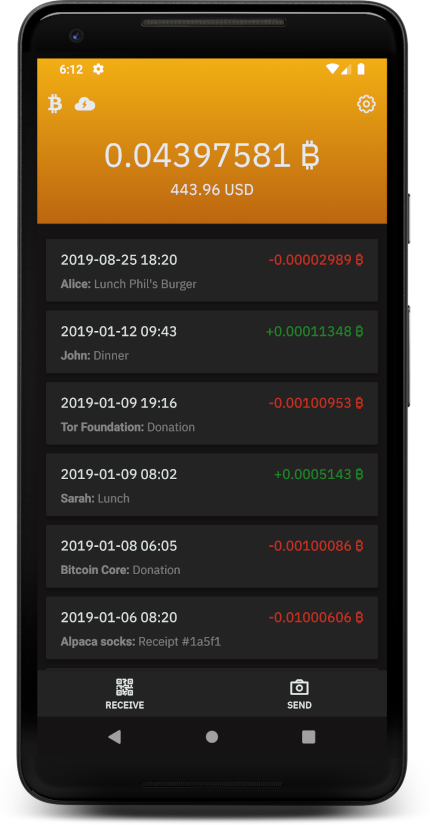 6:12
0.04397581 ₿
443.96 USD
2019-08-25 18:20 -0.00002989 ₿
Alice: Lunch Phil's Burger
2019-01-12 09:43 +0.00011348 ₿
John: Dinner
2019-01-09 19:16 -0.00100953 ₿
Tor Foundation: Donation
2019-01-09 08:02 +0.0005143 ₿
Sarah: Lunch
2019-01-08 06:05 -0.00100086 ₿
Bitcoin Core: Donation
2019-01-06 08:20 -0.01000606 ₿
Alpaca socks: Receipt #1a5f1
RECEIVE SEND